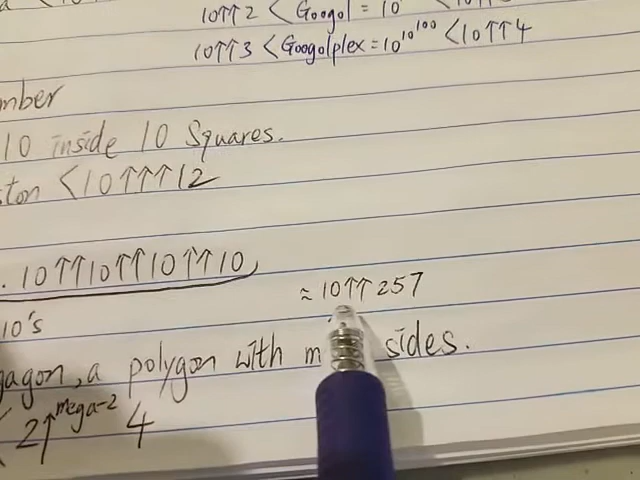 10↑↑2 < Googol = 10
10↑↑3 < Googolplex = 10^10^100 < 10↑↑4
mber
10 inside 10 Squares.
ston < 10↑↑↑12
. 10↑↑10↑↑10↑↑10,
≈ 10↑↑257
10's
gagon, a polygon with m sides.
< 2↑^mega-2 4